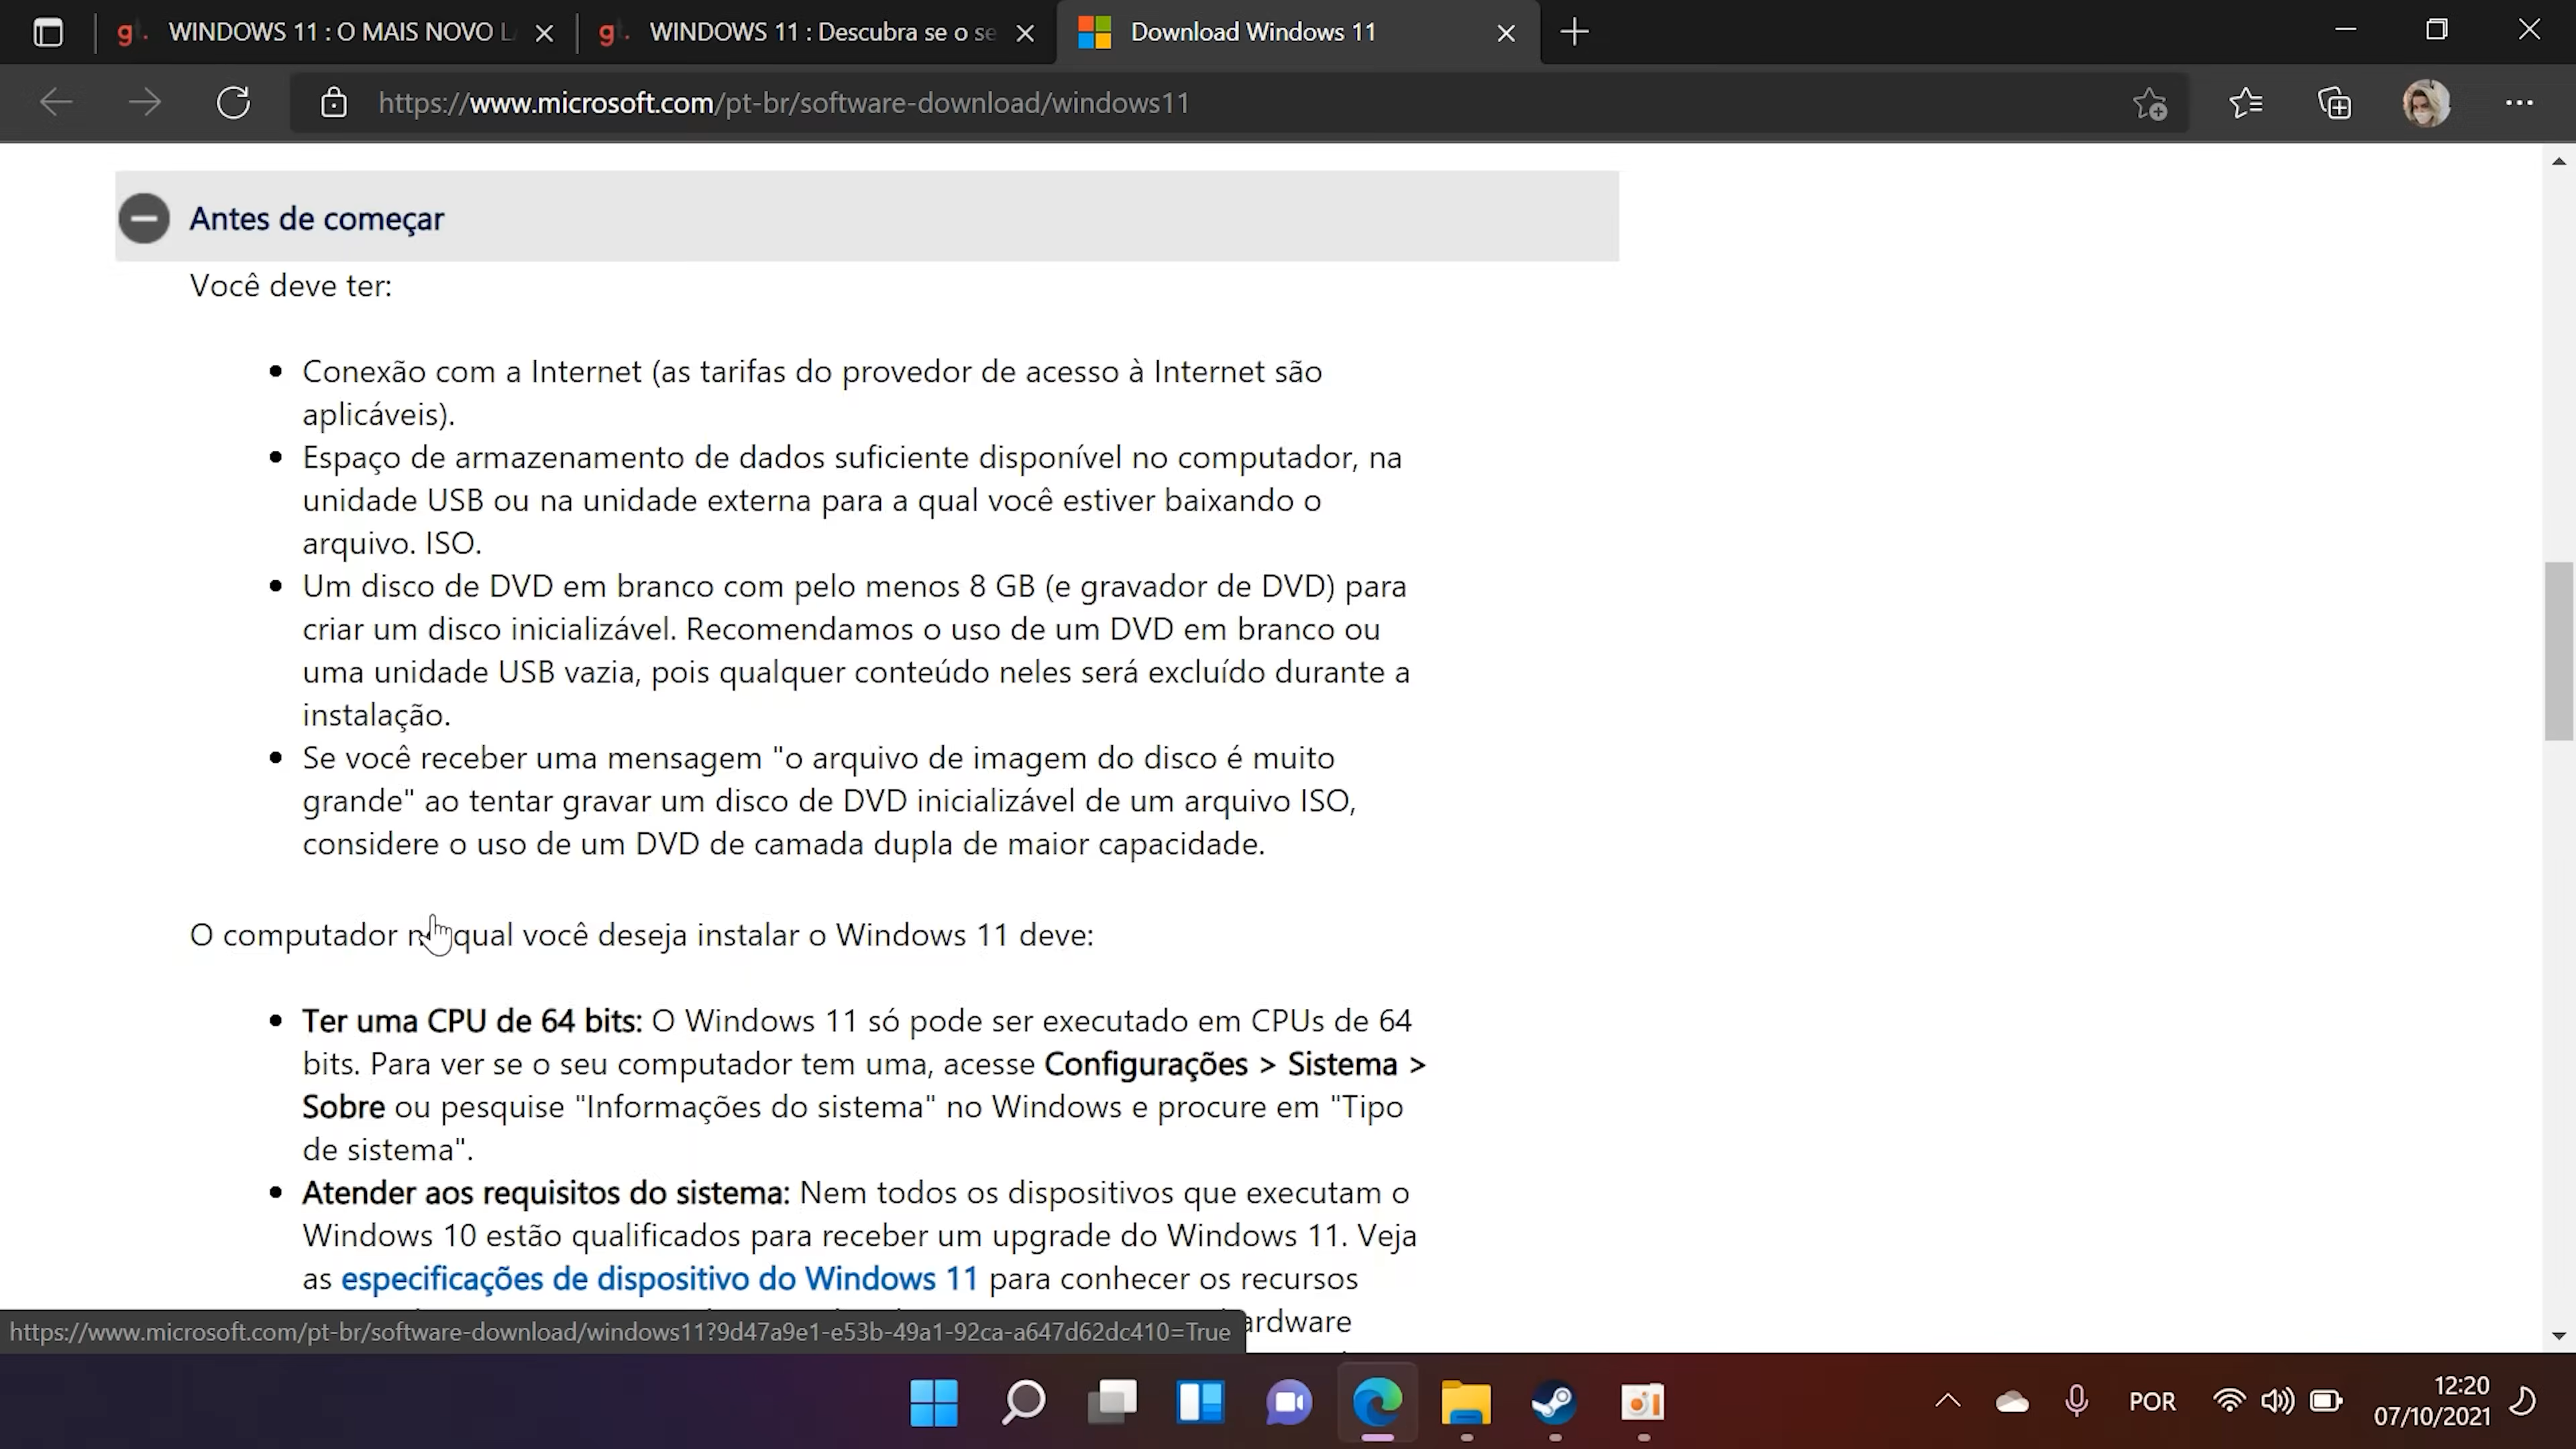 WINDOWS 11 : O MAIS NOVO L
WINDOWS 11 : Descubra se o se
Download Windows 11
https://www.microsoft.com/pt-br/software-download/windows11
Antes de começar
Você deve ter:
• Conexão com a Internet (as tarifas do provedor de acesso à Internet são
aplicáveis).
• Espaço de armazenamento de dados suficiente disponível no computador, na
unidade USB ou na unidade externa para a qual você estiver baixando o
arquivo. ISO.
• Um disco de DVD em branco com pelo menos 8 GB (e gravador de DVD) para
criar um disco inicializável. Recomendamos o uso de um DVD em branco ou
uma unidade USB vazia, pois qualquer conteúdo neles será excluído durante a
instalação.
• Se você receber uma mensagem "o arquivo de imagem do disco é muito
grande" ao tentar gravar um disco de DVD inicializável de um arquivo ISO,
considere o uso de um DVD de camada dupla de maior capacidade.
O computador qual você deseja instalar o Windows 11 deve:
• Ter uma CPU de 64 bits: O Windows 11 só pode ser executado em CPUs de 64
bits. Para ver se o seu computador tem uma, acesse Configurações > Sistema >
Sobre ou pesquise "Informações do sistema" no Windows e procure em "Tipo
de sistema".
• Atender aos requisitos do sistema: Nem todos os dispositivos que executam o
Windows 10 estão qualificados para receber um upgrade do Windows 11. Veja
as especificações de dispositivo do Windows 11 para conhecer os recursos
ardware
https://www.microsoft.com/pt-br/software-download/windows11?9d47a9e1-e53b-49a1-92ca-a647d62dc410=True
POR
12:20
07/10/2021